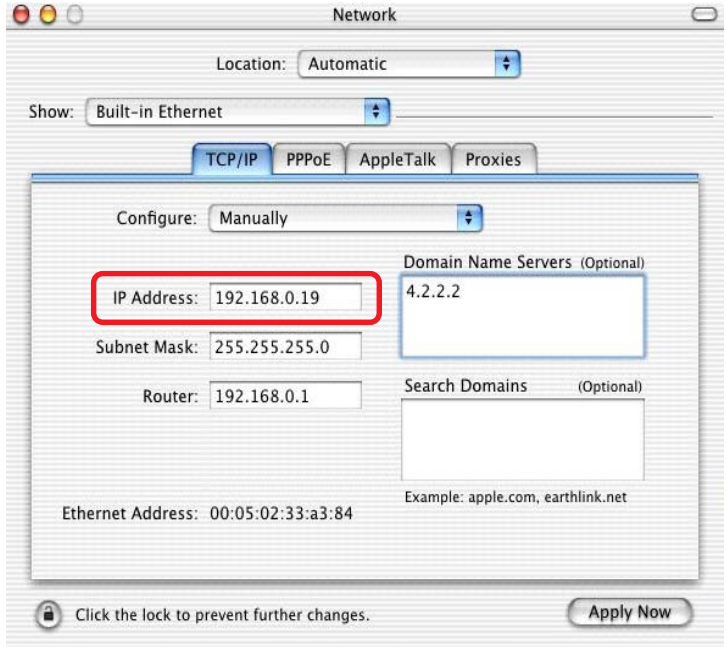 Network
Location: Automatic
Show: Built-in Ethernet
TCP/IP PPPoE AppleTalk Proxies
Configure: Manually
Domain Name Servers (Optional)
IP Address: 192.168.0.19
4.2.2.2
Subnet Mask: 255.255.255.0
Router: 192.168.0.1
Search Domains (Optional)
Example: apple.com, earthlink.net
Ethernet Address: 00:05:02:33:a3:84
Click the lock to prevent further changes.
Apply Now